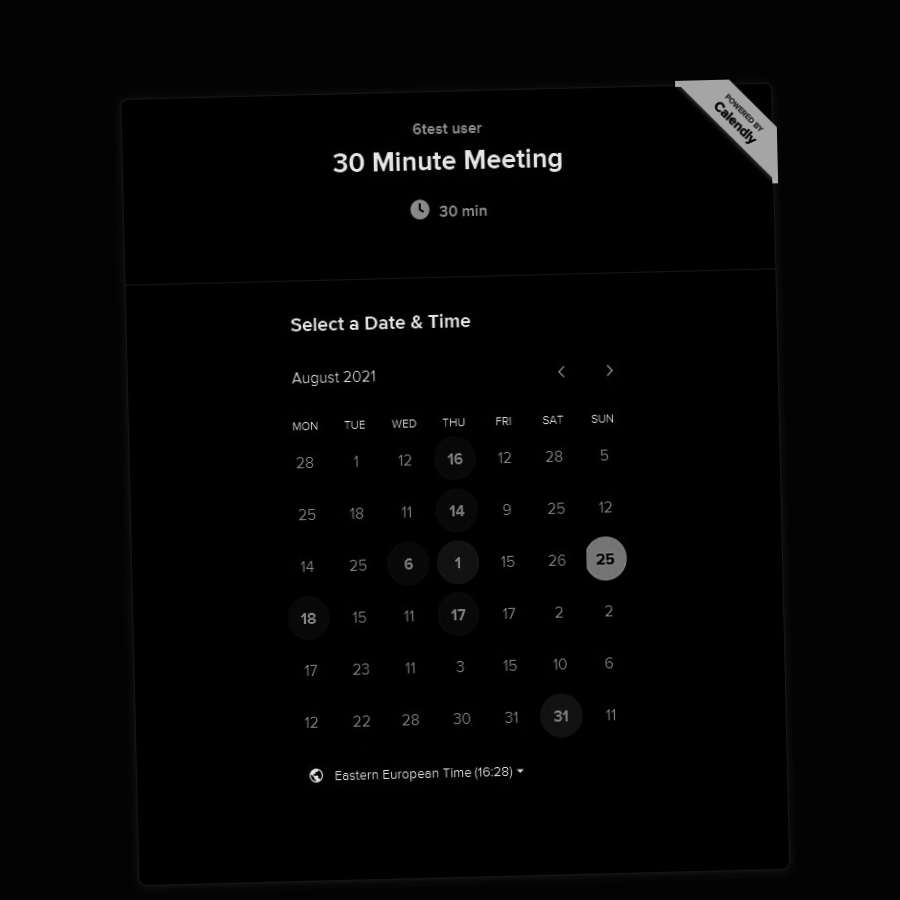 POWERED BY
Calendly
6test user
30 Minute Meeting
30 min
Select a Date & Time
August 2021
MON TUE WED THU FRI SAT SUN
28 1 12 16 12 28 5
25 18 11 14 9 25 12
14 25 6 1 15 26 25
18 15 11 17 17 2 2
17 23 11 3 15 10 6
12 22 28 30 31 31 11
Eastern European Time (16:28)